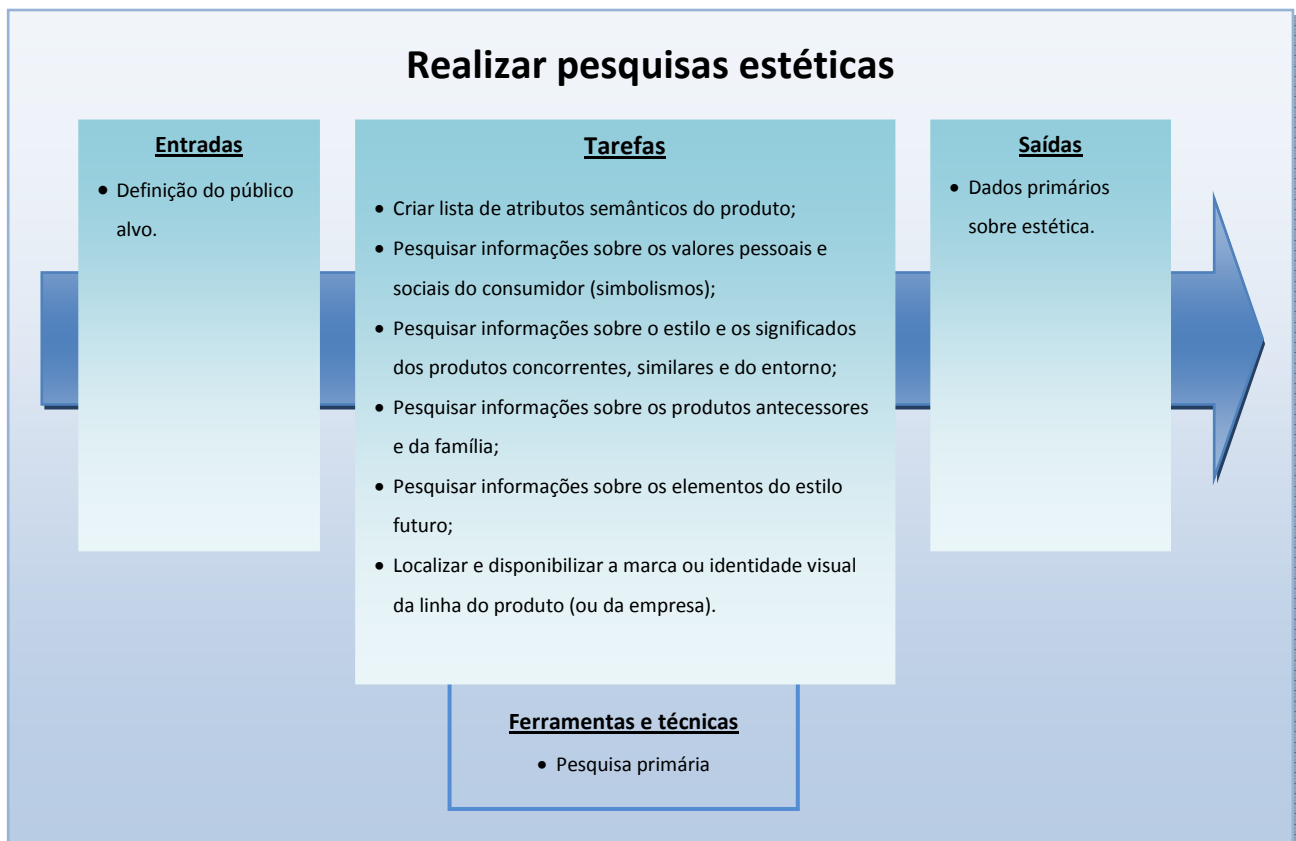 Realizar pesquisas estéticas
Entradas
• Definição do público
alvo.
Tarefas
• Criar lista de atributos semânticos do produto;
• Pesquisar informações sobre os valores pessoais e
sociais do consumidor (simbolismos);
• Pesquisar informações sobre o estilo e os significados
dos produtos concorrentes, similares e do entorno;
• Pesquisar informações sobre os produtos antecessores
e da família;
• Pesquisar informações sobre os elementos do estilo
futuro;
• Localizar e disponibilizar a marca ou identidade visual
da linha do produto (ou da empresa).
Saídas
• Dados primários
sobre estética.
Ferramentas e técnicas
• Pesquisa primária